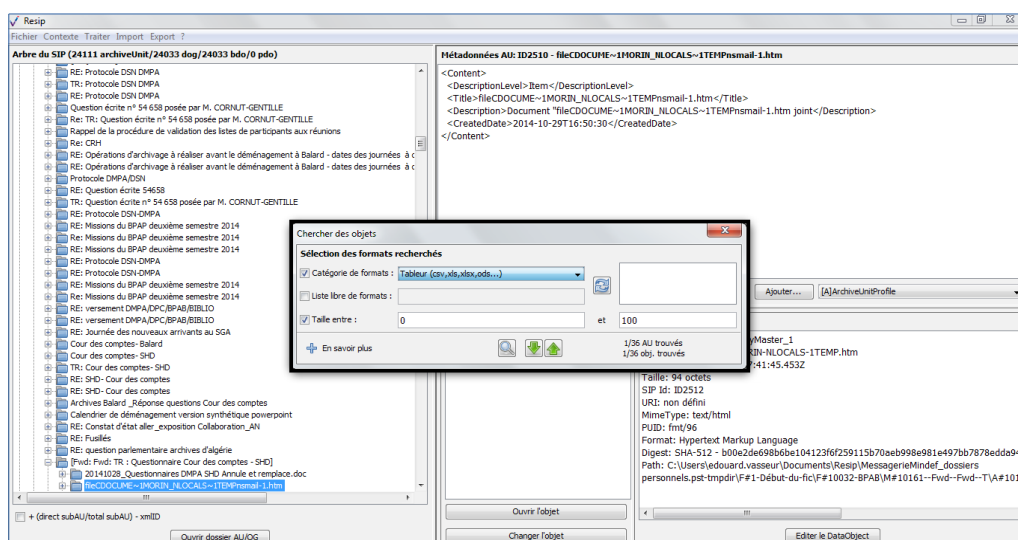 Resip
Fichier Contexte Traiter Import Export ?
Arbre du SIP (24111 archiveUnit/24033 dog/24033 bdo/0 pdo)
RE: Protocole DSN DMPA
TR: Protocole DSN DMPA
RE: Protocole DSN DMPA
Question écrite n° 54 658 posée par M. CORNUT-GENTILLE
Re: TR: Question écrite n° 54 658 posée par M. CORNUT-GENTILLE
Rappel de la procédure de validation des listes de participants aux réunions
Re: CRH
RE: Opérations d'archivage à réaliser avant le déménagement à Balard - dates des journées à c
RE: Opérations d'archivage à réaliser avant le déménagement à Balard - dates des journées à c
Protocole DMPA/DSN
RE: Question écrite 54658
TR: Question écrite n° 54 658 posée par M. CORNUT-GENTILLE
RE: Protocole DSN-DMPA
RE: Missions du BPAP deuxième semestre 2014
RE: Missions du BPAP deuxième semestre 2014
RE: Protocole DSN-DMPA
RE: Protocole DSN-DMPA
RE: Protocole DSN-DMPA
RE: Missions du BPAP deuxième semestre 2014
Re: Missions du BPAP deuxième semestre 2014
RE: versement DMPA/DPC/BPAB/BIBLIO
RE: versement DMPA/DPC/BPAB/BIBLIO
RE: Journée des nouveaux arrivants au SGA
Cour des comptes- Balard
Cour des comptes- SHD
TR: Cour des comptes- SHD
RE: SHD- Cour des comptes
RE: SHD- Cour des comptes
Archives Balard _Réponse questions Cour des comptes
Calendrier de déménagement version synthétique powerpoint
RE: Constat d'état aller_exposition Collaboration_AN
RE: Fusillés
RE: question parlementaire archives d'algérie
[Fwd: Fwd: TR : Questionnaire Cour des comptes - SHD]
20141028_Questionnaires DMPA SHD Annule et remplace.doc
fileCDOCUME~1MORIN_NLOCALS~1TEMPnsmail-1.htm
+ (direct subAU/total subAU) - xmlID
Ouvrir dossier AU/OG
Métadonnées AU: ID2510 - fileCDOCUME~1MORIN_NLOCALS~1TEMPnsmail-1.htm
<Content>
<DescriptionLevel>Item</DescriptionLevel>
<Title>fileCDOCUME~1MORIN_NLOCALS~1TEMPnsmail-1.htm</Title>
<Description>Document "fileCDOCUME~1MORIN_NLOCALS~1TEMPnsmail-1.htm joint</Description>
<CreatedDate>2014-10-29T16:50:30</CreatedDate>
</Content>
Chercher des objets
Sélection des formats recherchés
Catégorie de formats : Tableur (csv,xls,xlsx,ods...)
Liste libre de formats :
Taille entre : 0 et 100
En savoir plus
1/36 AU trouvés
1/36 obj. trouvés
Ajouter... [A]ArchiveUnitProfile
yMaster_1
RIN-NLOCALS-1TEMP.htm
7:41:45.453Z
Taille: 94 octets
SIP Id: ID2512
URI: non défini
MimeType: text/html
PUID: fmt/96
Format: Hypertext Markup Language
Digest: SHA-512 - b00e2de698b6be104123f6f259115b70aeb998e981e497bb7878edda94
Path: C:\Users\edouard.vasseur\Documents\Resip\MessagerieMindef_dossiers
personnels.pst-tmpdir\F#1-Début-du-fic\F#10032-BPAB\M#10161--Fwd--Fwd--T\A#101
Ouvrir l'objet
Changer l'objet
Editer le DataObject